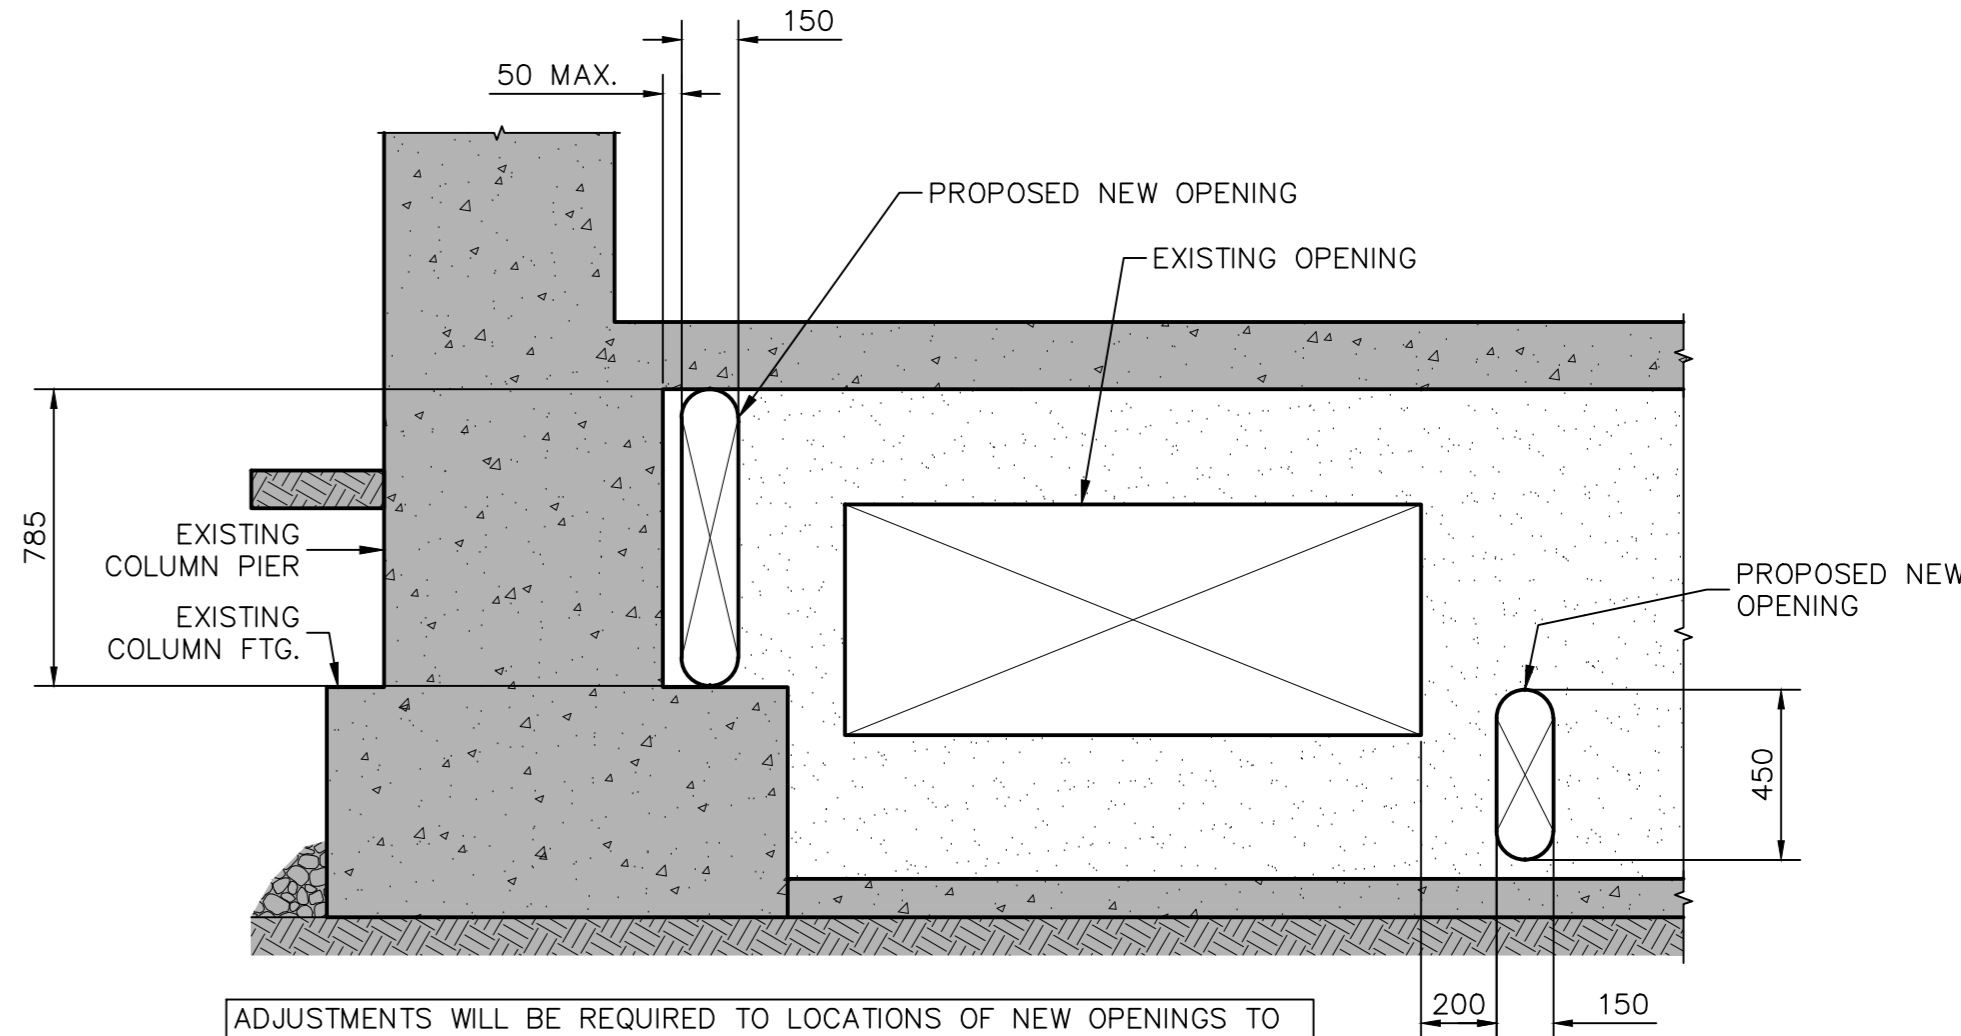 150
50 MAX.
PROPOSED NEW OPENING
EXISTING OPENING
785
EXISTING
COLUMN PIER
EXISTING
COLUMN FTG.
PROPOSED NEW
OPENING
450
200
150
ADJUSTMENTS WILL BE REQUIRED TO LOCATIONS OF NEW OPENINGS TO